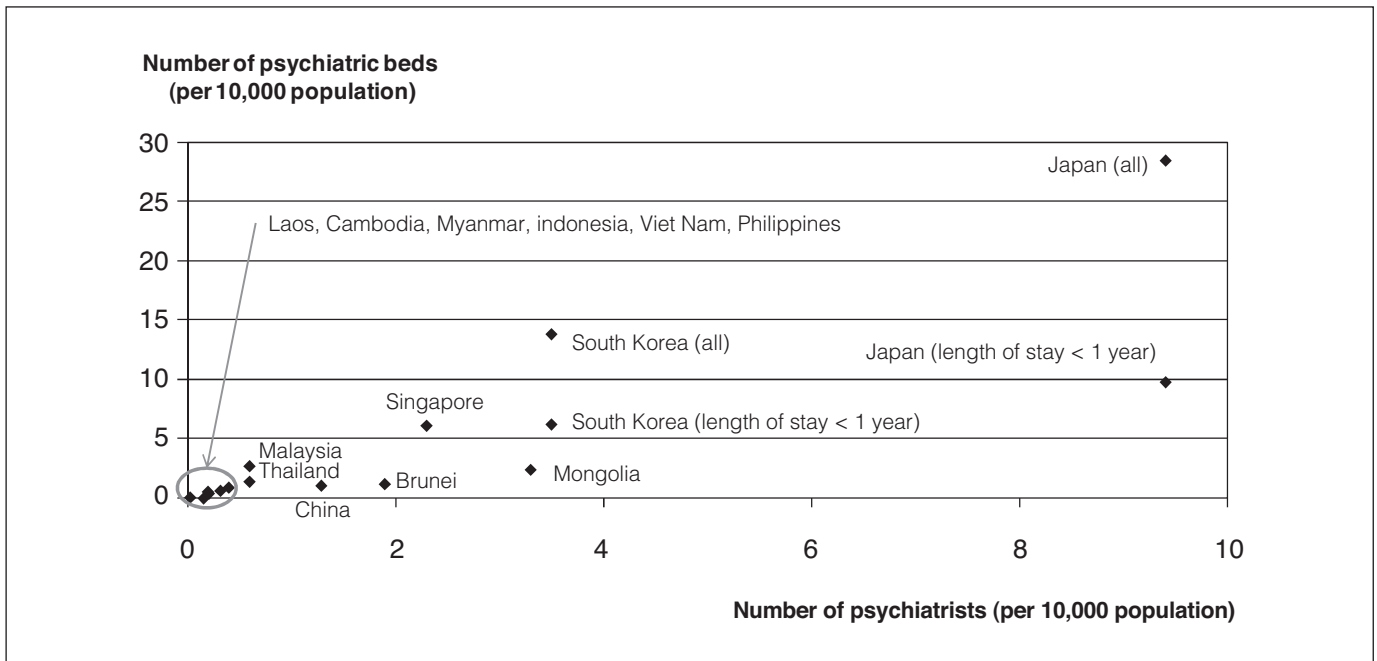 Number of psychiatric beds
(per 10,000 population)
30
Japan (all)
25
Laos, Cambodia, Myanmar, indonesia, Viet Nam, Philippines
20
15
South Korea (all)
Japan (length of stay < 1 year)
10
Singapore
South Korea (length of stay < 1 year)
5
Malaysia
Thailand
Mongolia
Brunei
0
China
0 2 4 6 8 10
Number of psychiatrists (per 10,000 population)